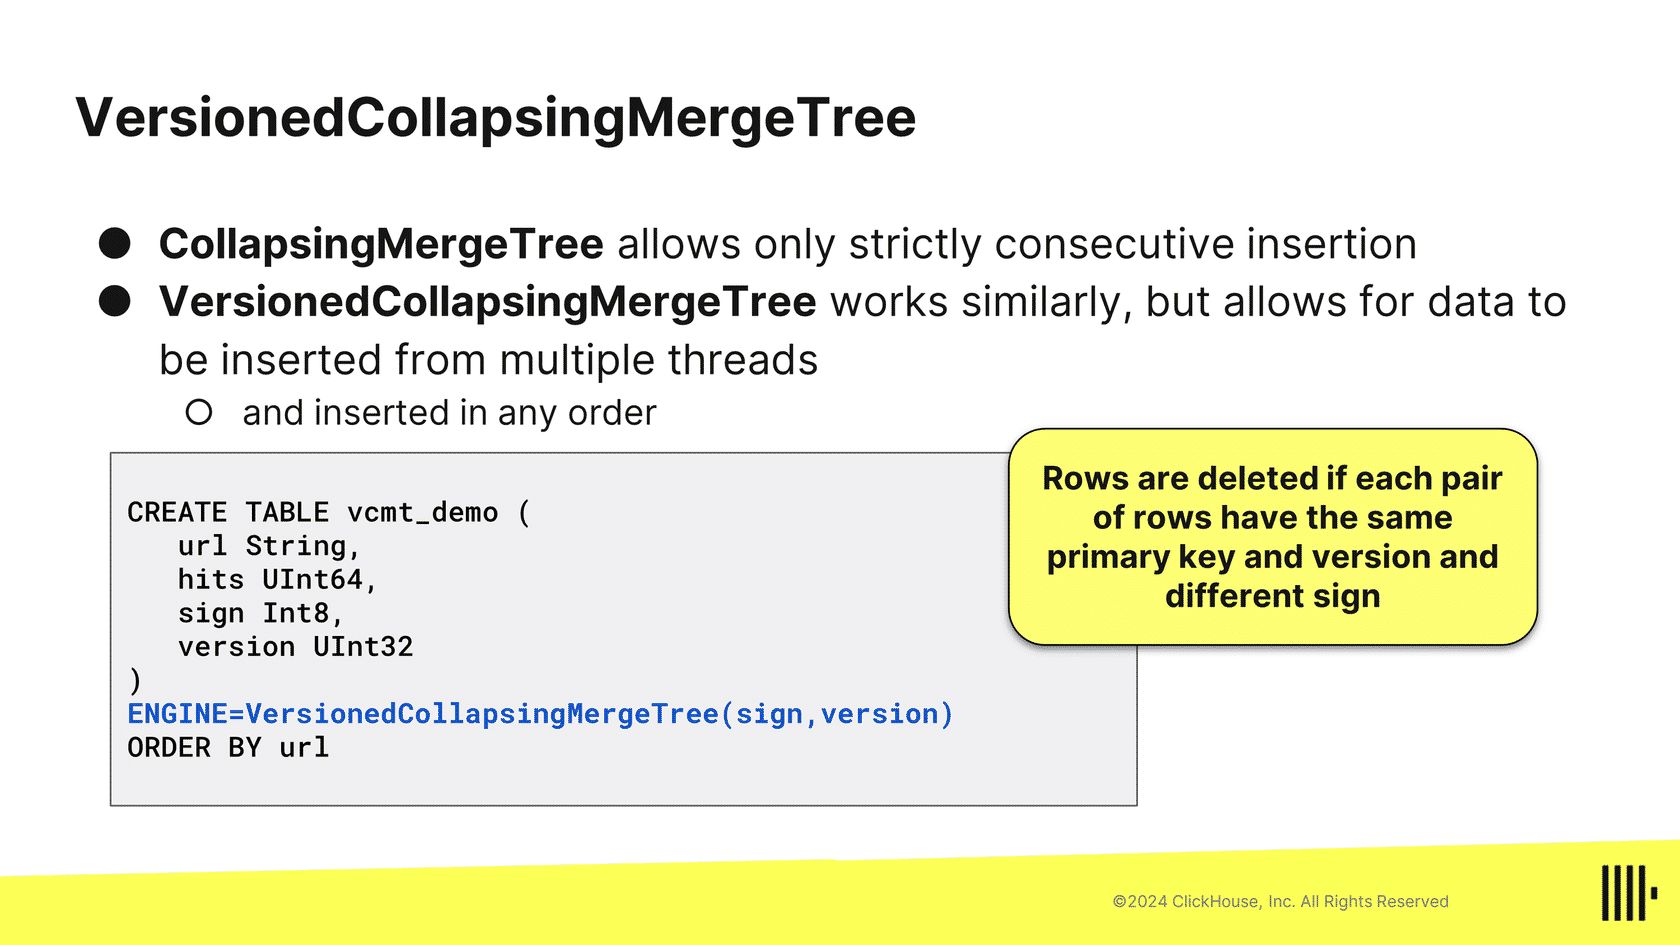 VersionedCollapsingMergeTree
● CollapsingMergeTree allows only strictly consecutive insertion
● VersionedCollapsingMergeTree works similarly, but allows for data to
be inserted from multiple threads
○ and inserted in any order
CREATE TABLE vcmt_demo (
   url String,
   hits UInt64,
   sign Int8,
   version UInt32
)
ENGINE=VersionedCollapsingMergeTree(sign,version)
ORDER BY url
Rows are deleted if each pair
of rows have the same
primary key and version and
different sign
©2024 ClickHouse, Inc. All Rights Reserved